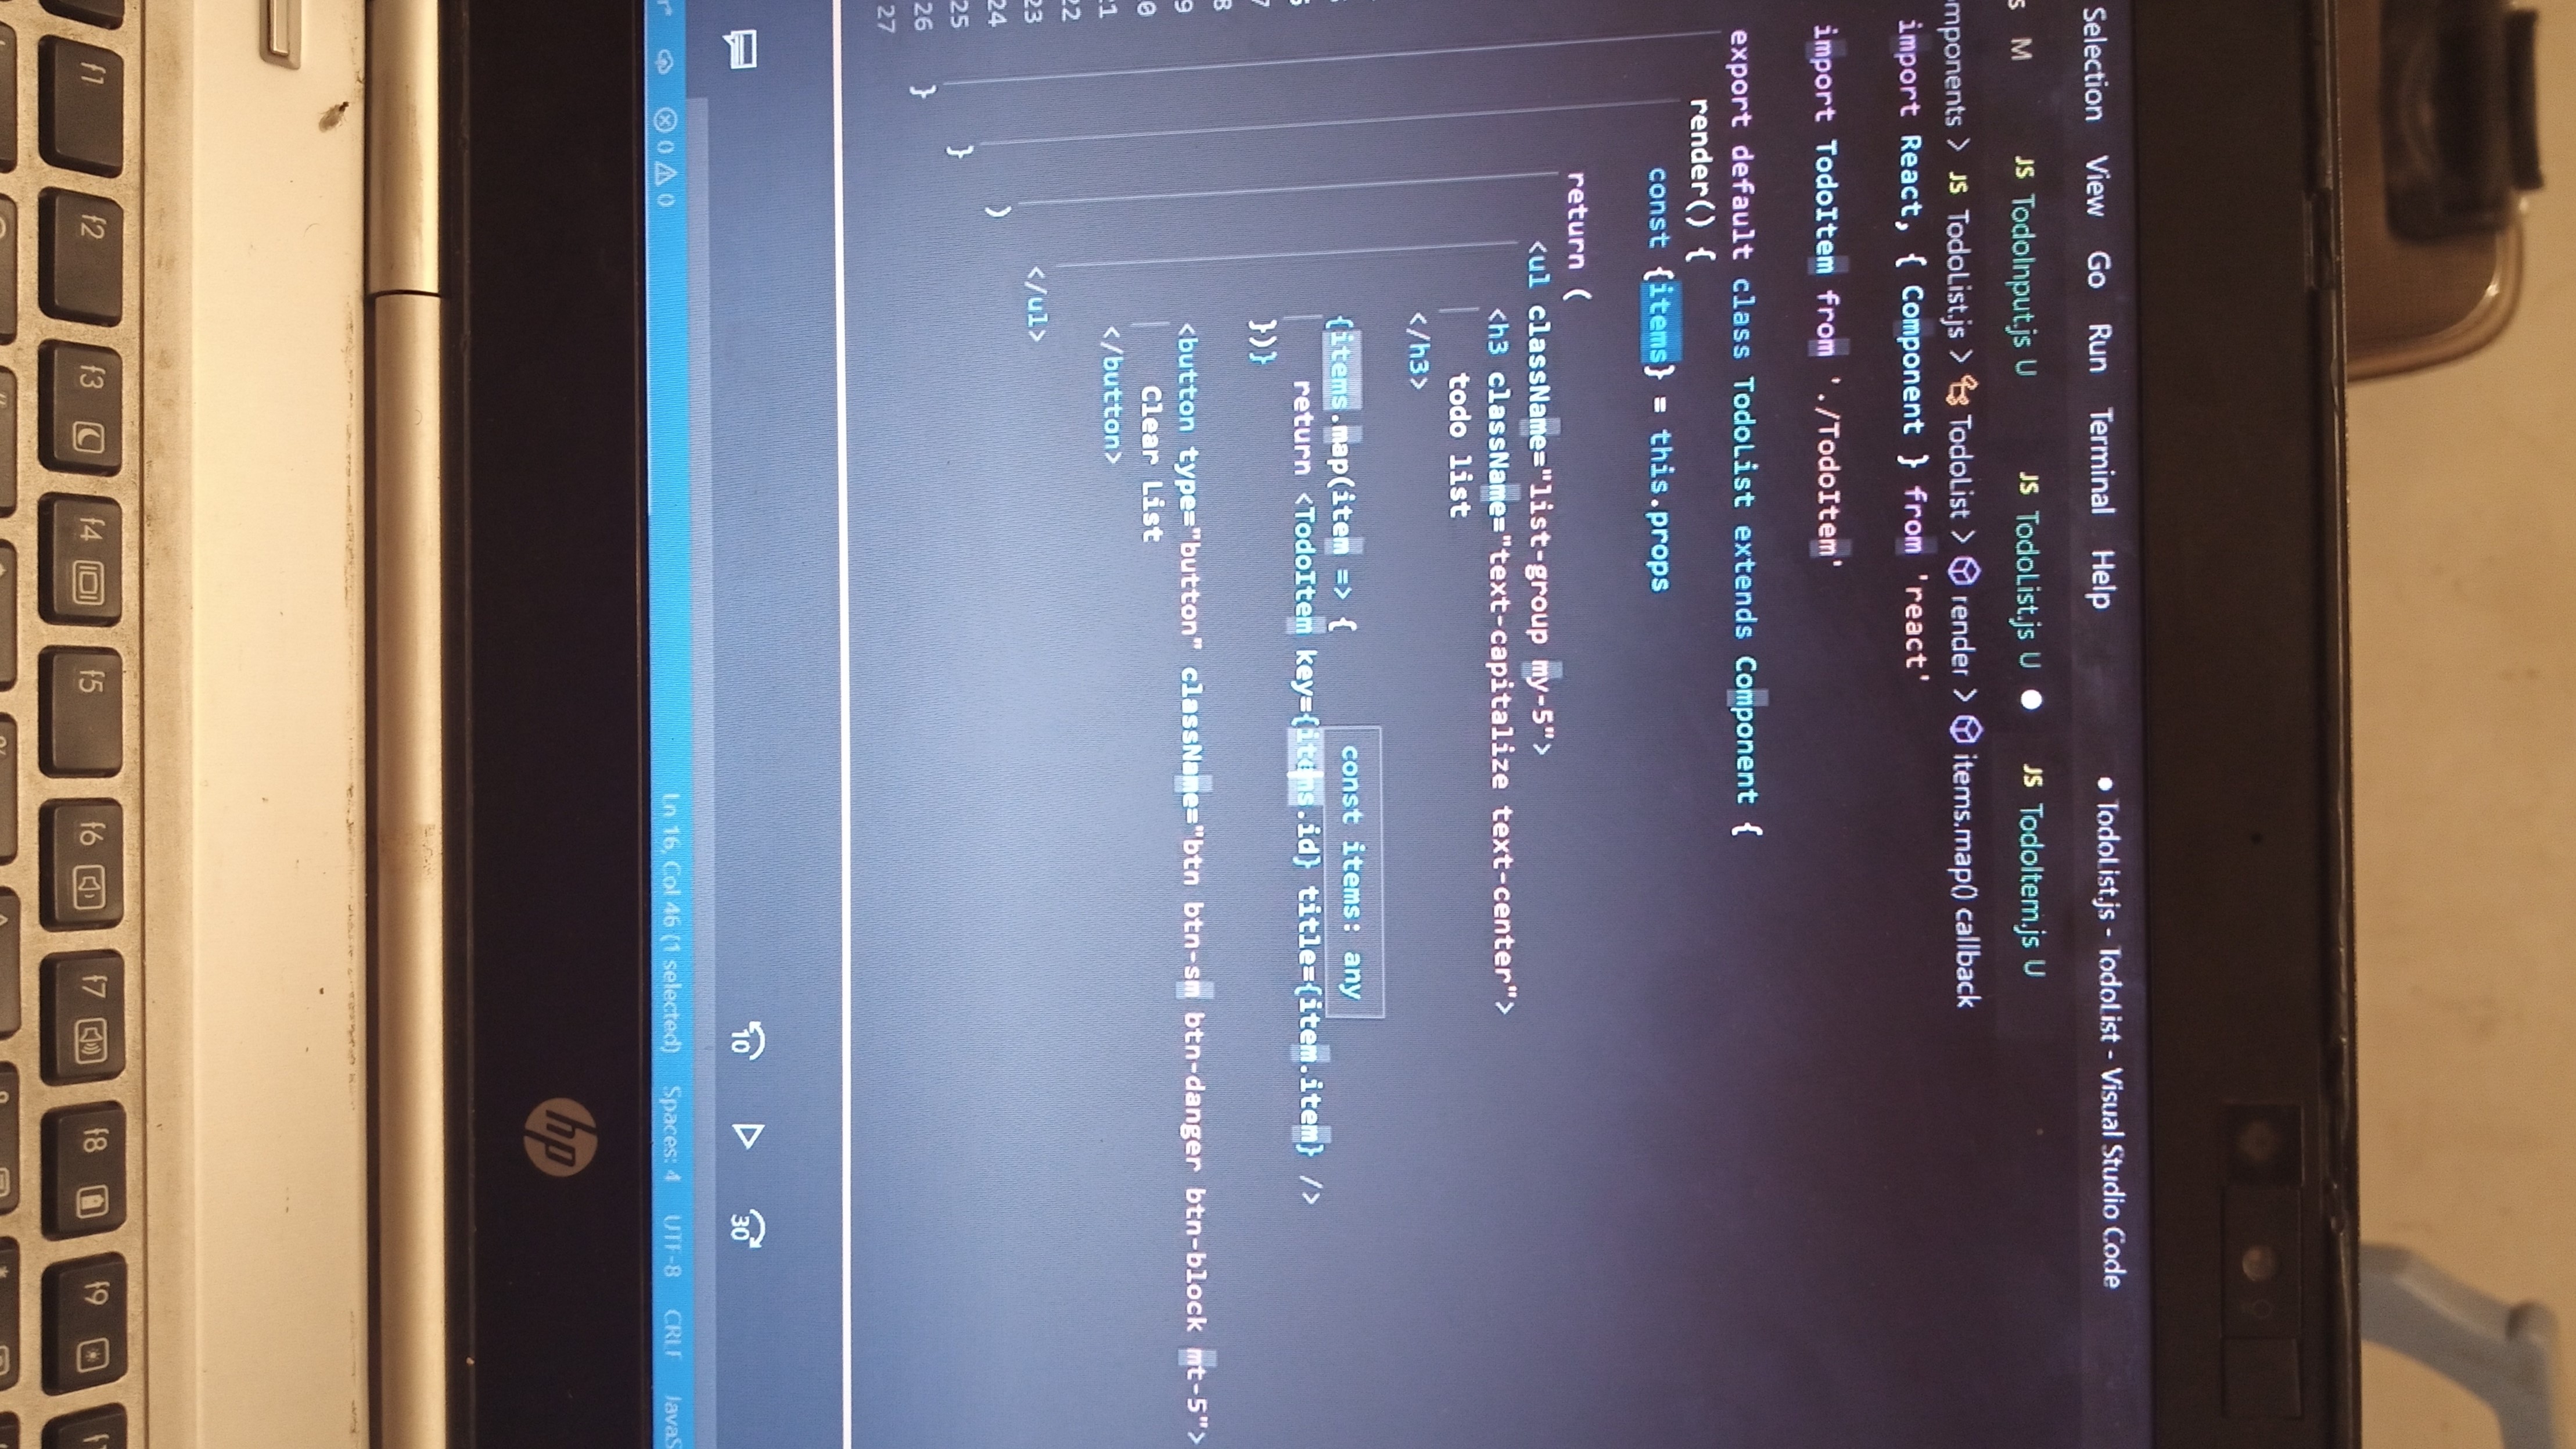 Selection View Go Run Terminal Help ● TodoList.js - TodoList - Visual Studio Code
s M JS TodoInput.js U JS TodoList.js U ● JS TodoItem.js U
mponents > JS TodoList.js > TodoList > render > items.map() callback
import React, { Component } from 'react'
import TodoItem from './TodoItem'
export default class TodoList extends Component {
render() {
const {items} = this.props
return (
<ul className="list-group my-5">
<h3 className="text-capitalize text-center">
todo list
</h3>
const items: any
{items.map(item => {
return <TodoItem key={items.id} title={item.item} />
})}
<button type="button" className="btn btn-sm btn-danger btn-block mt-5">
Clear List
</button>
</ul>
)
}
}
7
8
9
0
1
22
23
24
25
26
27
10 30
0 0 Ln 16, Col 46 (1 selected) Spaces: 4 UTF-8 CRLF JavaS
hp
f1 f2 f3 f4 f5 f6 f7 f8 f9